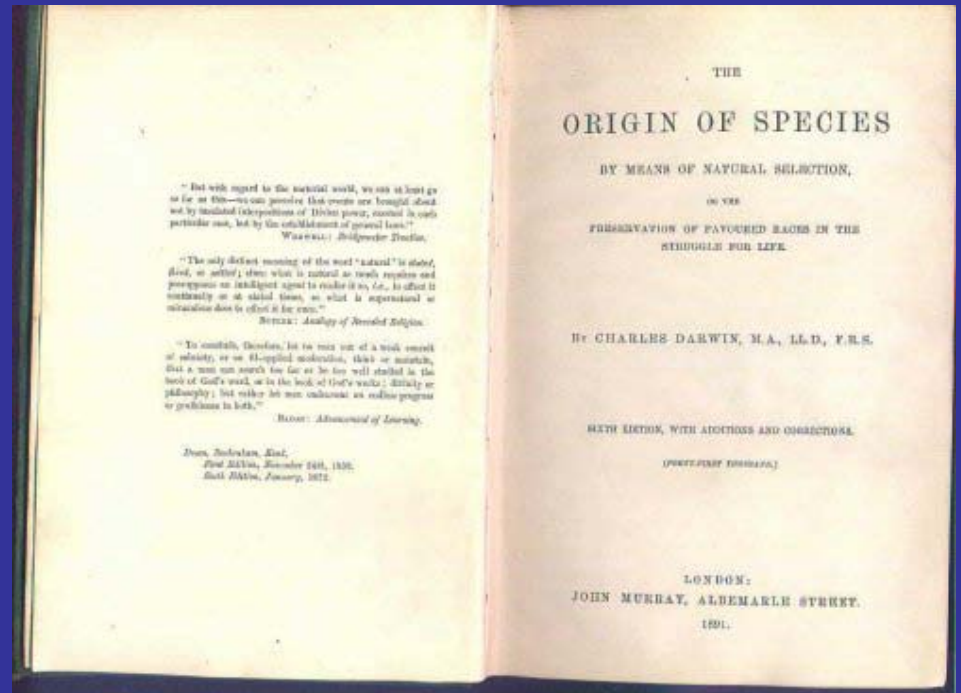 " But with regard to the material world, we can at least go
so far as this—we can perceive that events are brought about
not by insulated interpositions of Divine power, exerted in each
particular case, but by the establishment of general laws."
WHEWELL: Bridgewater Treatise.
"The only distinct meaning of the word 'natural' is stated,
fixed, or settled; since what is natural as much requires and
presupposes an intelligent agent to render it so, i.e., to effect it
continually or at stated times, as what is supernatural or
miraculous does to effect it for once."
BUTLER: Analogy of Revealed Religion.
"To conclude, therefore, let no man out of a weak conceit
of sobriety, or an ill-applied moderation, think or maintain,
that a man can search too far or be too well studied in the
book of God's word, or in the book of God's works; divinity or
philosophy; but rather let men endeavour an endless progress
or proficience in both."
BACON: Advancement of Learning.
Down, Beckenham, Kent,
First Edition, November 24th, 1859.
Sixth Edition, January, 1872.
THE
ORIGIN OF SPECIES
BY MEANS OF NATURAL SELECTION,
OR THE
PRESERVATION OF FAVOURED RACES IN THE
STRUGGLE FOR LIFE.
BY CHARLES DARWIN, M.A., LL.D., F.R.S.
SIXTH EDITION, WITH ADDITIONS AND CORRECTIONS.
(FORTY-FIRST THOUSAND.)
LONDON:
JOHN MURRAY, ALBEMARLE STREET.
1891.